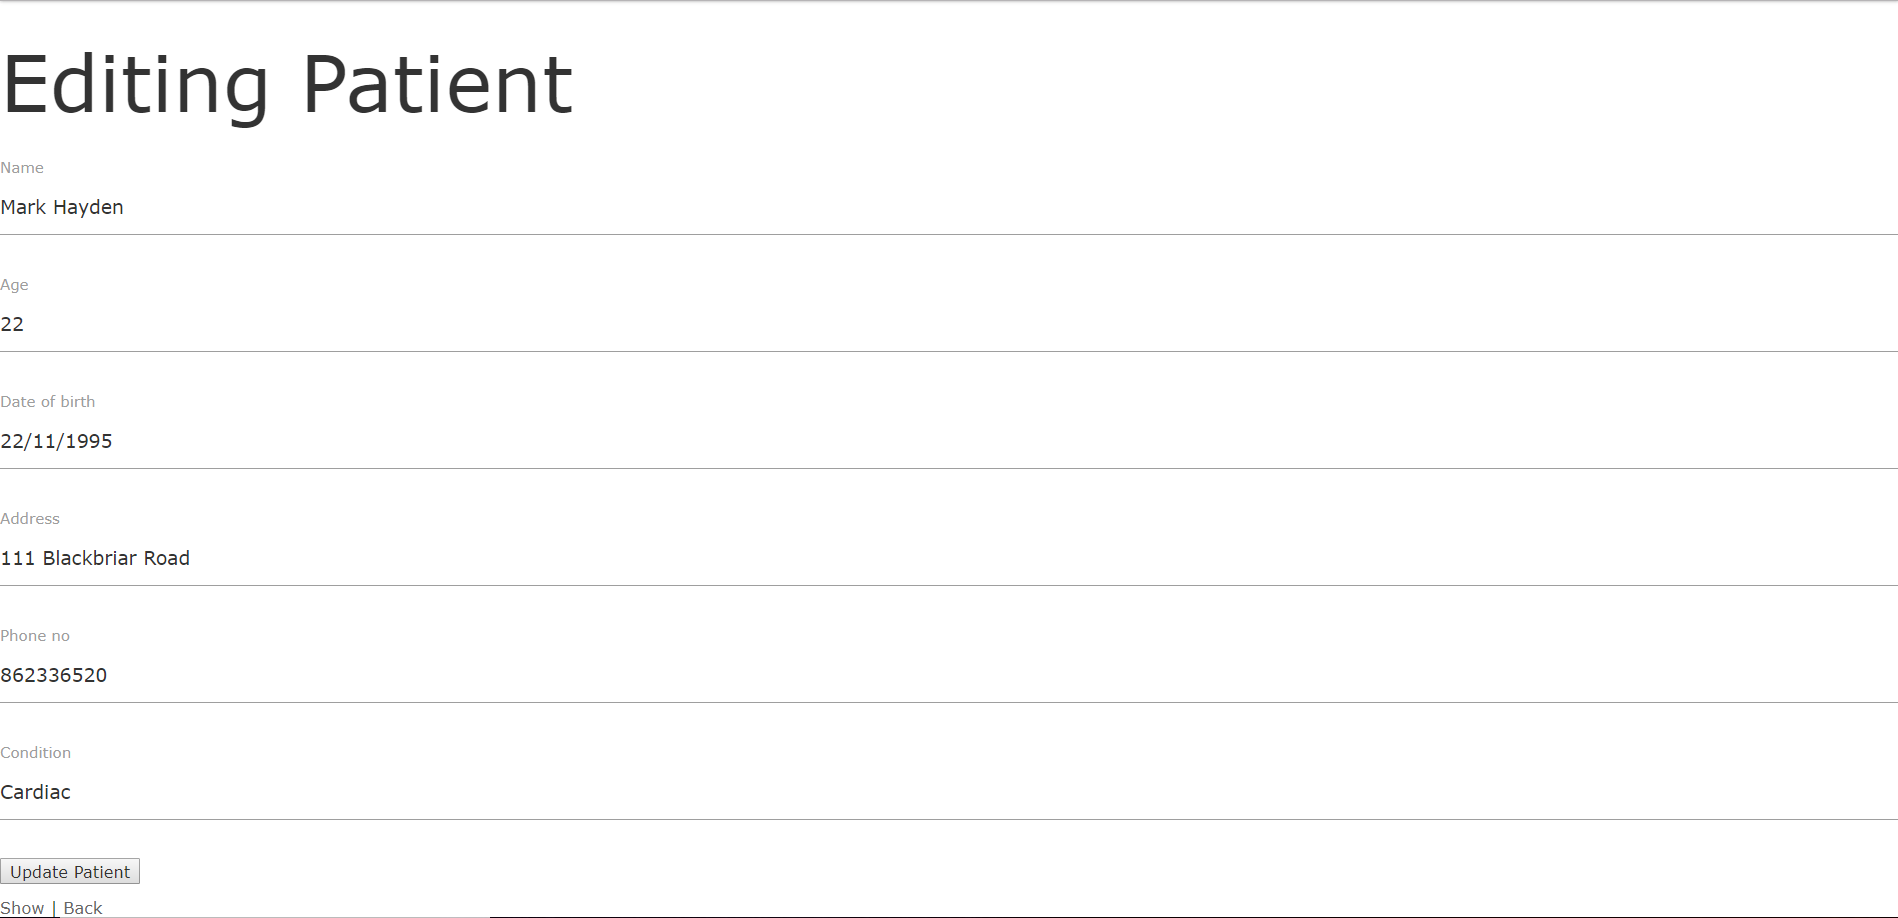 Editing Patient
Name
Mark Hayden
Age
22
Date of birth
22/11/1995
Address
111 Blackbriar Road
Phone no
862336520
Condition
Cardiac
Update Patient
Show | Back